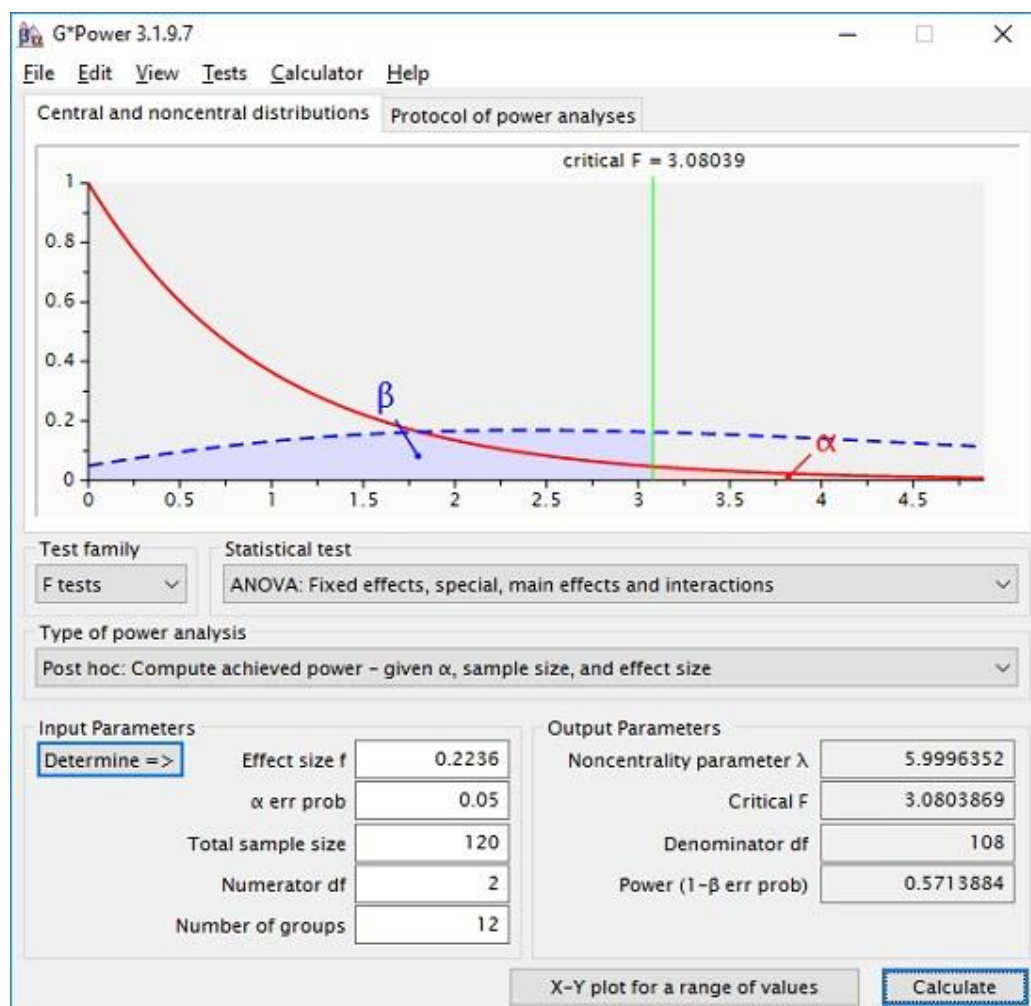 G*Power 3.1.9.7
File Edit View Tests Calculator Help
Central and noncentral distributions Protocol of power analyses
critical F = 3.08039
1
0.8
0.6
0.4
0.2
0
β
α
0 0.5 1 1.5 2 2.5 3 3.5 4 4.5
Test family Statistical test
F tests ANOVA: Fixed effects, special, main effects and interactions
Type of power analysis
Post hoc: Compute achieved power – given α, sample size, and effect size
Input Parameters Output Parameters
Determine => Effect size f 0.2236 Noncentrality parameter λ 5.9996352
α err prob 0.05 Critical F 3.0803869
Total sample size 120 Denominator df 108
Numerator df 2 Power (1-β err prob) 0.5713884
Number of groups 12
X-Y plot for a range of values Calculate